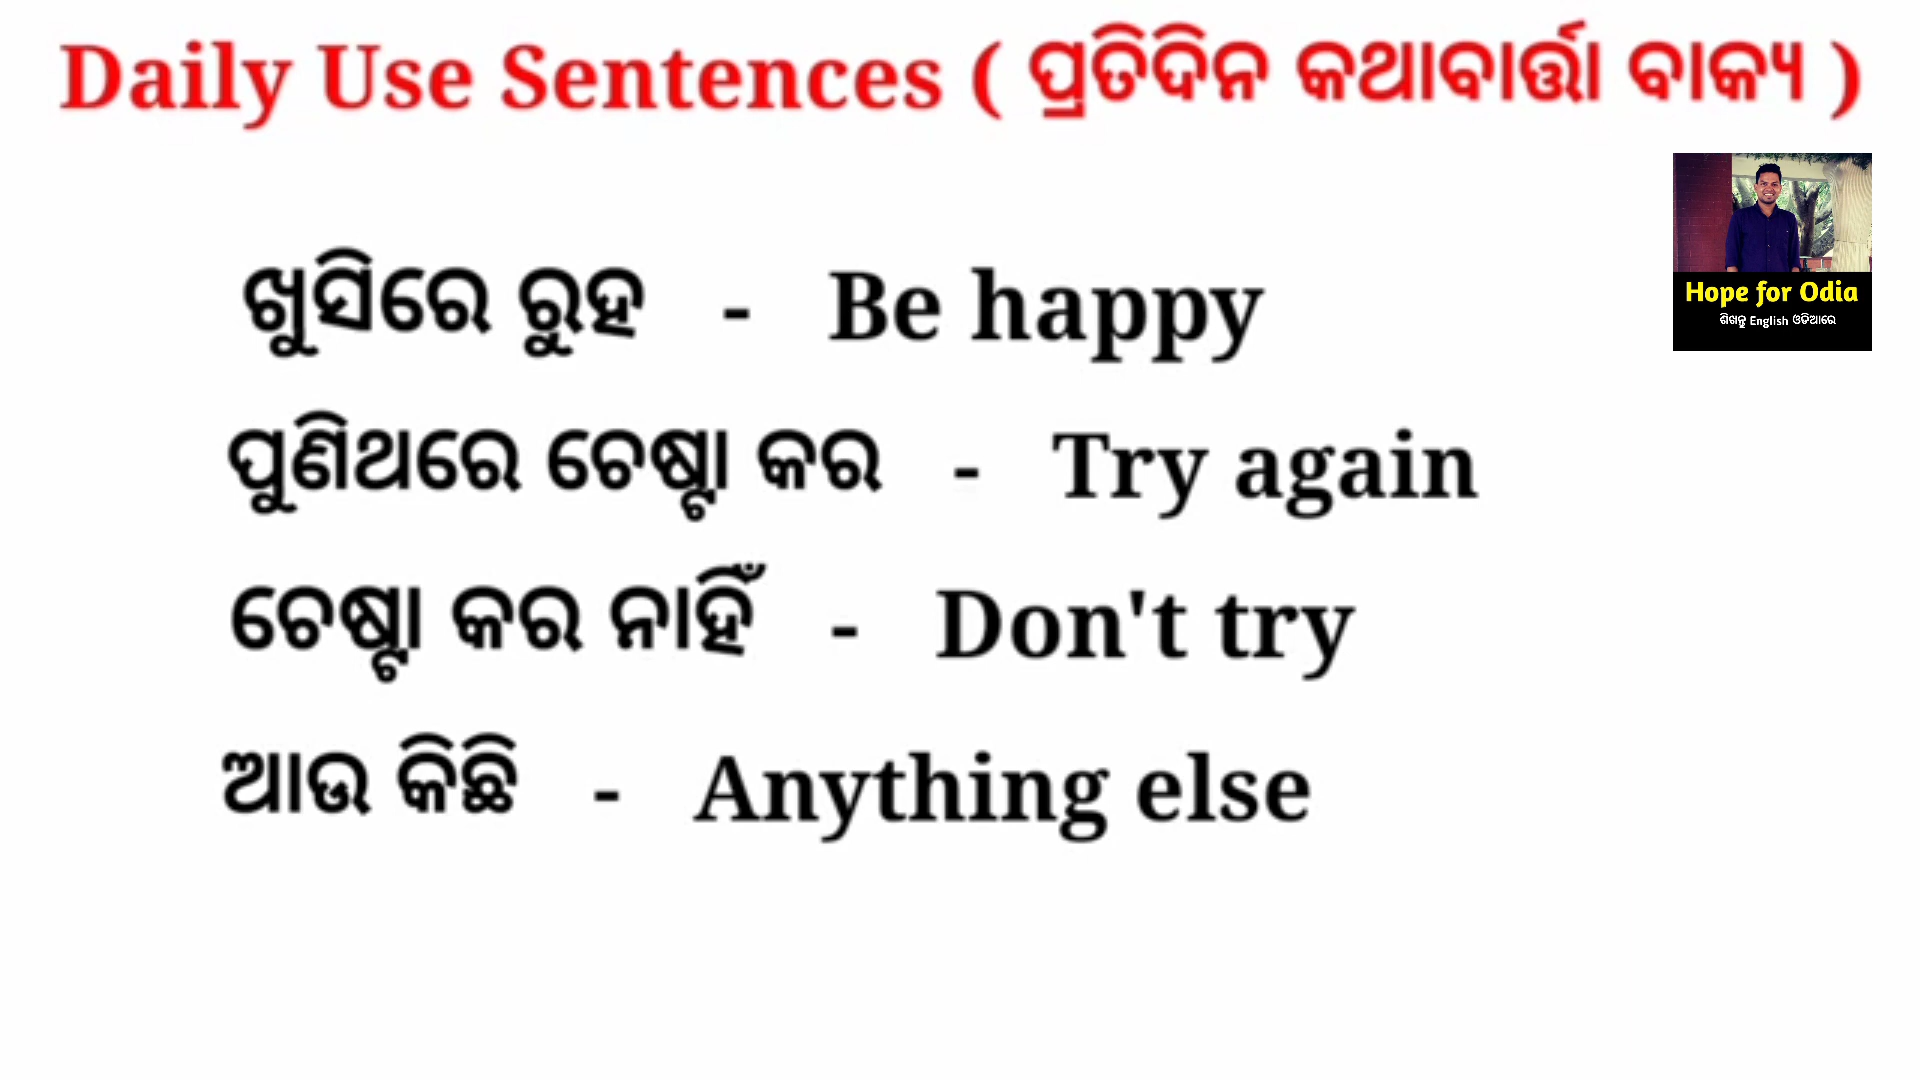 Daily Use Sentences ( ପ୍ରତିଦିନ କଥାବାର୍ତ୍ତା ବାକ୍ୟ )
Hope for Odia
ଶିଖନ୍ତୁ English ଓଡିଆରେ
ଖୁସିରେ ରୁହ - Be happy
ପୁଣିଥରେ ଚେଷ୍ଟା କର - Try again
ଚେଷ୍ଟା କର ନାହିଁ - Don't try
ଆଉ କିଛି - Anything else